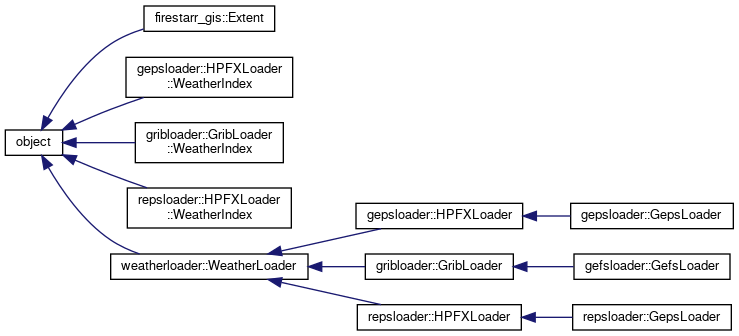 firestarr_gis::Extent
gepsloader::HPFXLoader
::WeatherIndex
object
gribloader::GribLoader
::WeatherIndex
repsloader::HPFXLoader
::WeatherIndex
weatherloader::WeatherLoader
gepsloader::HPFXLoader
gepsloader::GepsLoader
gribloader::GribLoader
gefsloader::GefsLoader
repsloader::HPFXLoader
repsloader::GepsLoader